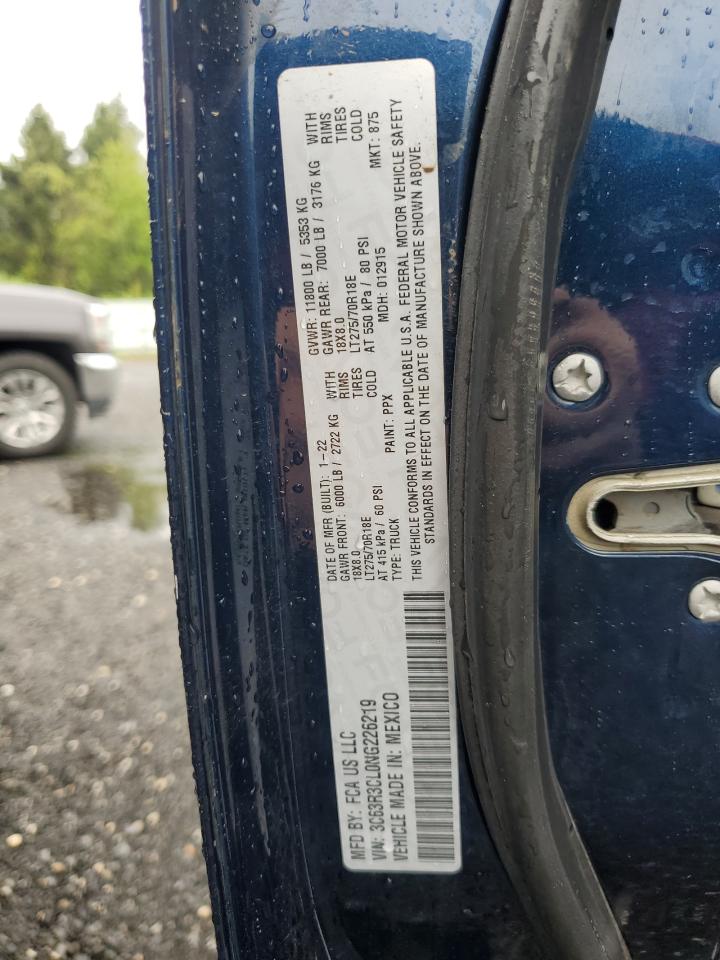 MFD BY: FCA US LLC
VIN: 3C63R3CL0NG226219
VEHICLE MADE IN: MEXICO
DATE OF MFR (BUILT): 1-22 GVWR: 11800 LB / 5353 KG
GAWR FRONT: 6000 LB / 2722 KG WITH GAWR REAR: 7000 LB / 3176 KG WITH
18X8.0 RIMS 18X8.0 RIMS
LT275/70R18E TIRES LT275/70R18E TIRES
AT 415 kPa / 60 PSI COLD AT 550 kPa / 80 PSI COLD
TYPE: TRUCK PAINT: PPX MDH: 012915 MKT: 875
THIS VEHICLE CONFORMS TO ALL APPLICABLE U.S.A. FEDERAL MOTOR VEHICLE SAFETY
STANDARDS IN EFFECT ON THE DATE OF MANUFACTURE SHOWN ABOVE.